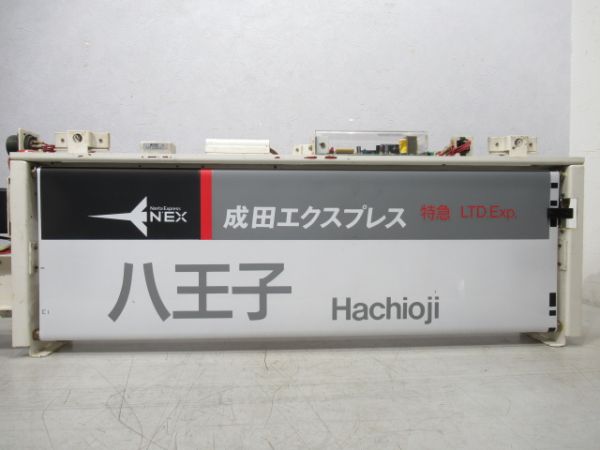 Narita Express
NEX
成田エクスプレス 特急 LTD.Exp.
八王子 Hachioji